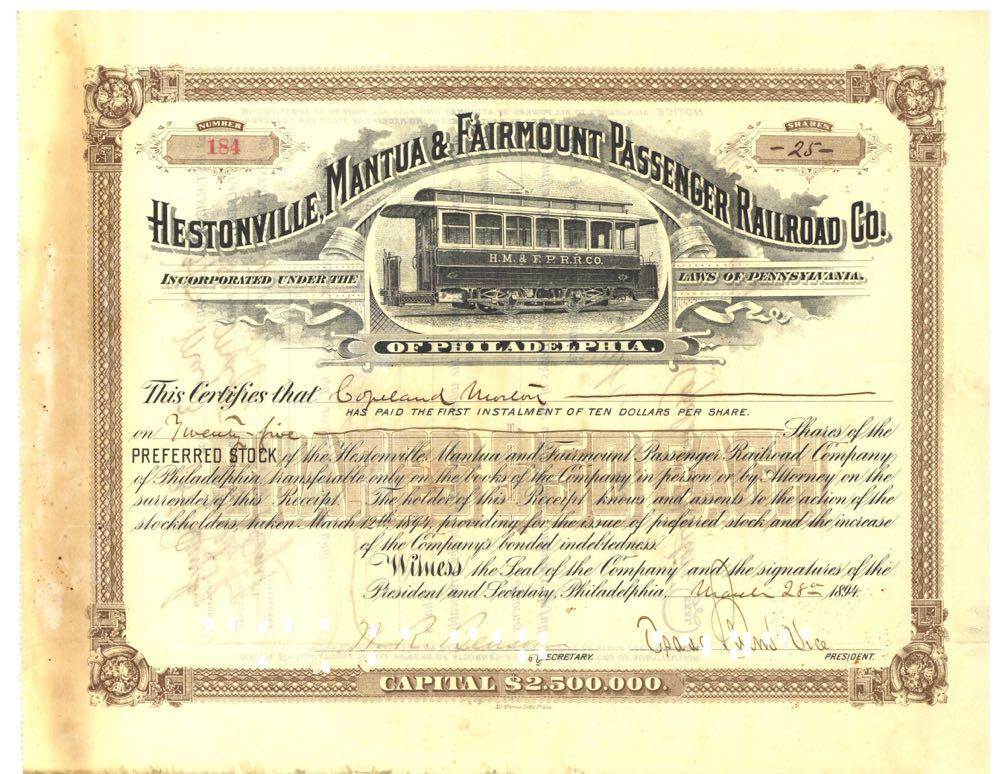 NUMBER
184
SHARES
-25-
HESTONVILLE, MANTUA & FAIRMOUNT PASSENGER RAILROAD CO.
H.M. & F.P.R.R.CO.
INCORPORATED UNDER THE LAWS OF PENNSYLVANIA.
OF PHILADELPHIA.
This Certifies that Copeland Morton
HAS PAID THE FIRST INSTALMENT OF TEN DOLLARS PER SHARE.
on Twenty five Shares of the
PREFERRED STOCK of the Hestonville Mantua and Fairmount Passenger Railroad Company
of Philadelphia, transferable only on the books of the Company in person or by Attorney on the
surrender of this Receipt. The holder of this Receipt knows and assents to the action of the
stockholders, taken March 12th 1894, providing for the issue of preferred stock and the increase
of the Company's bonded indebtedness.
Witness the Seal of the Company and the signatures of the
President and Secretary, Philadelphia, March 28th 1894.
Vice
SECRETARY. PRESIDENT.
CAPITAL $2.500.000.